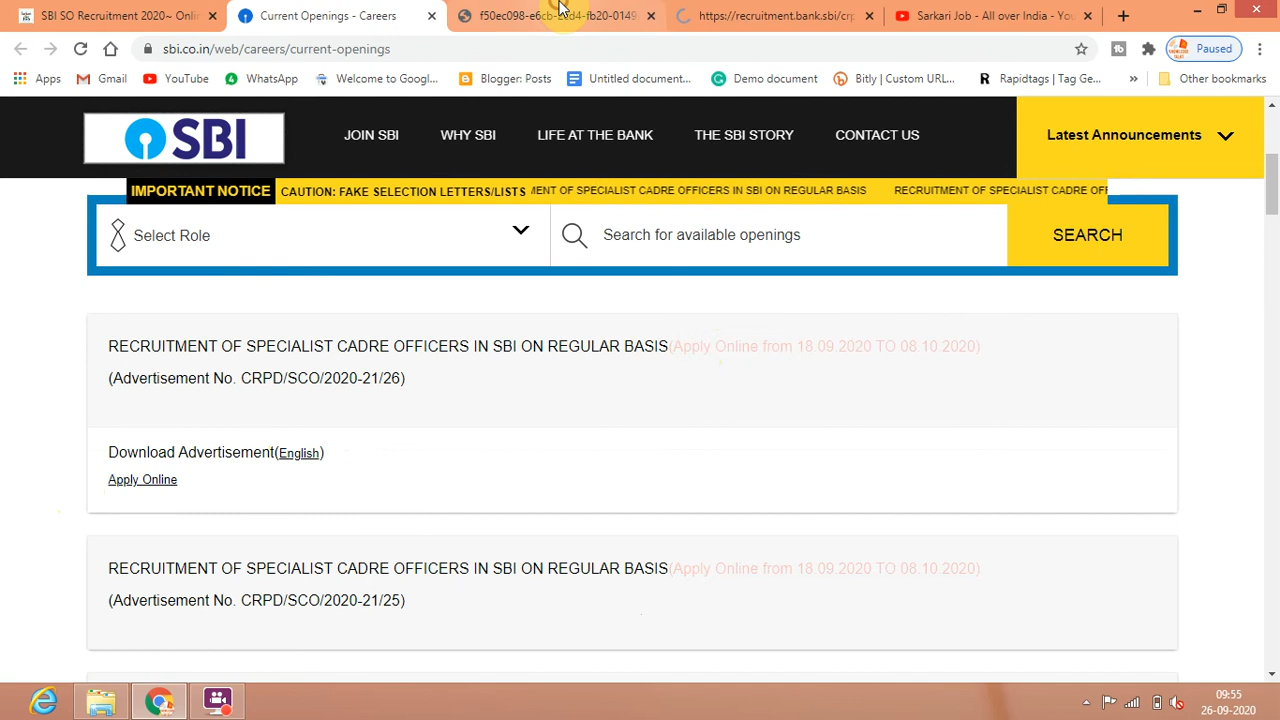 SBI SO Recruitment 2020~ Onlin
Current Openings - Careers
f50ec098-e6cb-26d4-fb20-0149
https://recruitment.bank.sbi/crp
Sarkari Job - All over India - You
sbi.co.in/web/careers/current-openings
Paused
Apps
Gmail
YouTube
WhatsApp
Welcome to Googl...
Blogger: Posts
Untitled document...
Demo document
Bitly | Custom URL...
Rapidtags | Tag Ge...
»
Other bookmarks
SBI
JOIN SBI
WHY SBI
LIFE AT THE BANK
THE SBI STORY
CONTACT US
Latest Announcements
IMPORTANT NOTICE
CAUTION: FAKE SELECTION LETTERS/LISTS
MENT OF SPECIALIST CADRE OFFICERS IN SBI ON REGULAR BASIS
RECRUITMENT OF SPECIALIST CADRE OFF
Select Role
Search for available openings
SEARCH
RECRUITMENT OF SPECIALIST CADRE OFFICERS IN SBI ON REGULAR BASIS(Apply Online from 18.09.2020 TO 08.10.2020)
(Advertisement No. CRPD/SCO/2020-21/26)
Download Advertisement(English)
Apply Online
RECRUITMENT OF SPECIALIST CADRE OFFICERS IN SBI ON REGULAR BASIS(Apply Online from 18.09.2020 TO 08.10.2020)
(Advertisement No. CRPD/SCO/2020-21/25)
09:55
26-09-2020